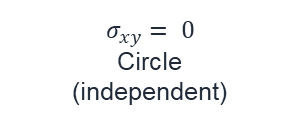 σxy = 0
Circle
(independent)